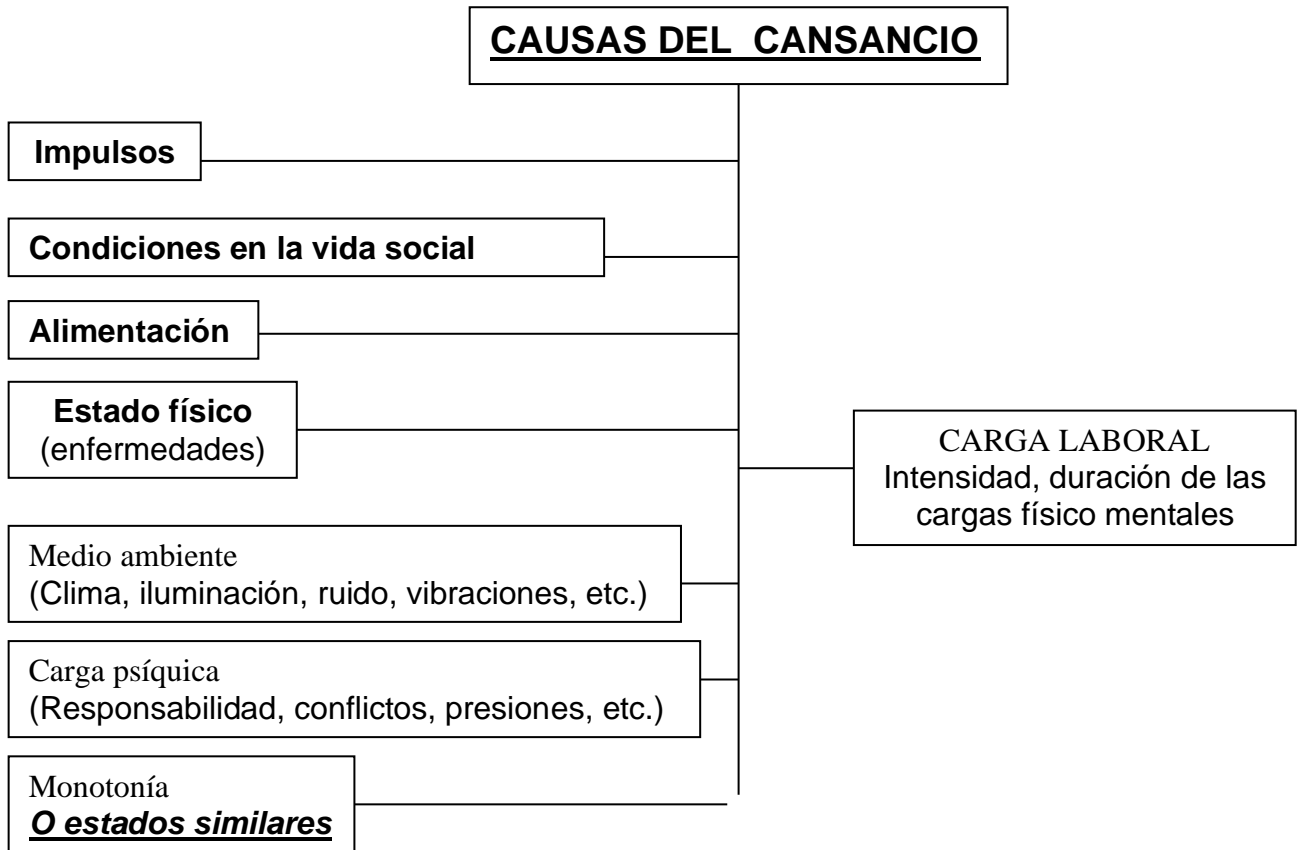 CAUSAS DEL CANSANCIO
Impulsos
Condiciones en la vida social
Alimentación
Estado físico
(enfermedades)
CARGA LABORAL
Intensidad, duración de las
cargas físico mentales
Medio ambiente
(Clima, iluminación, ruido, vibraciones, etc.)
Carga psíquica
(Responsabilidad, conflictos, presiones, etc.)
Monotonía
O estados similares